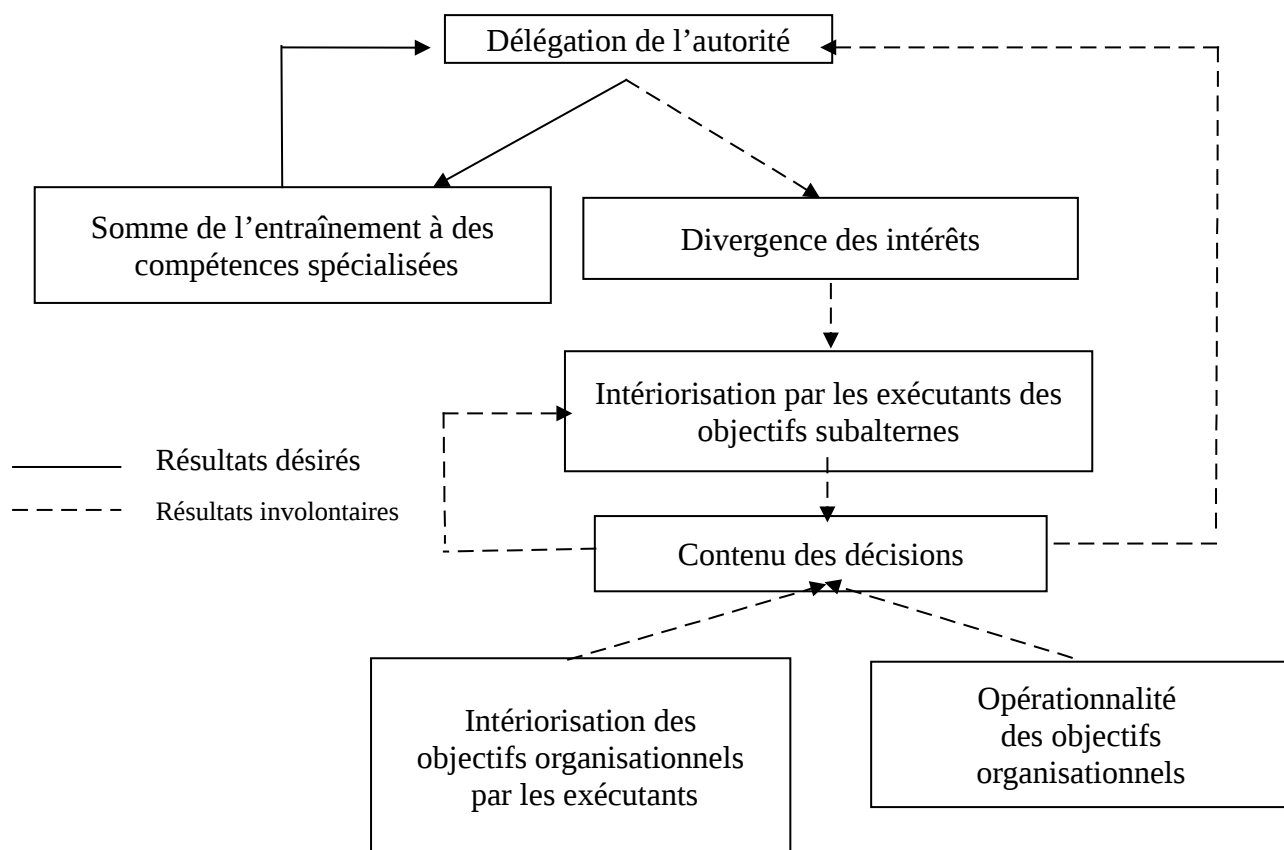 Délégation de l’autorité
Somme de l’entraînement à des
compétences spécialisées
Divergence des intérêts
Intériorisation par les exécutants des
objectifs subalternes
Résultats désirés
Résultats involontaires
Contenu des décisions
Intériorisation des
objectifs organisationnels
par les exécutants
Opérationnalité
des objectifs
organisationnels